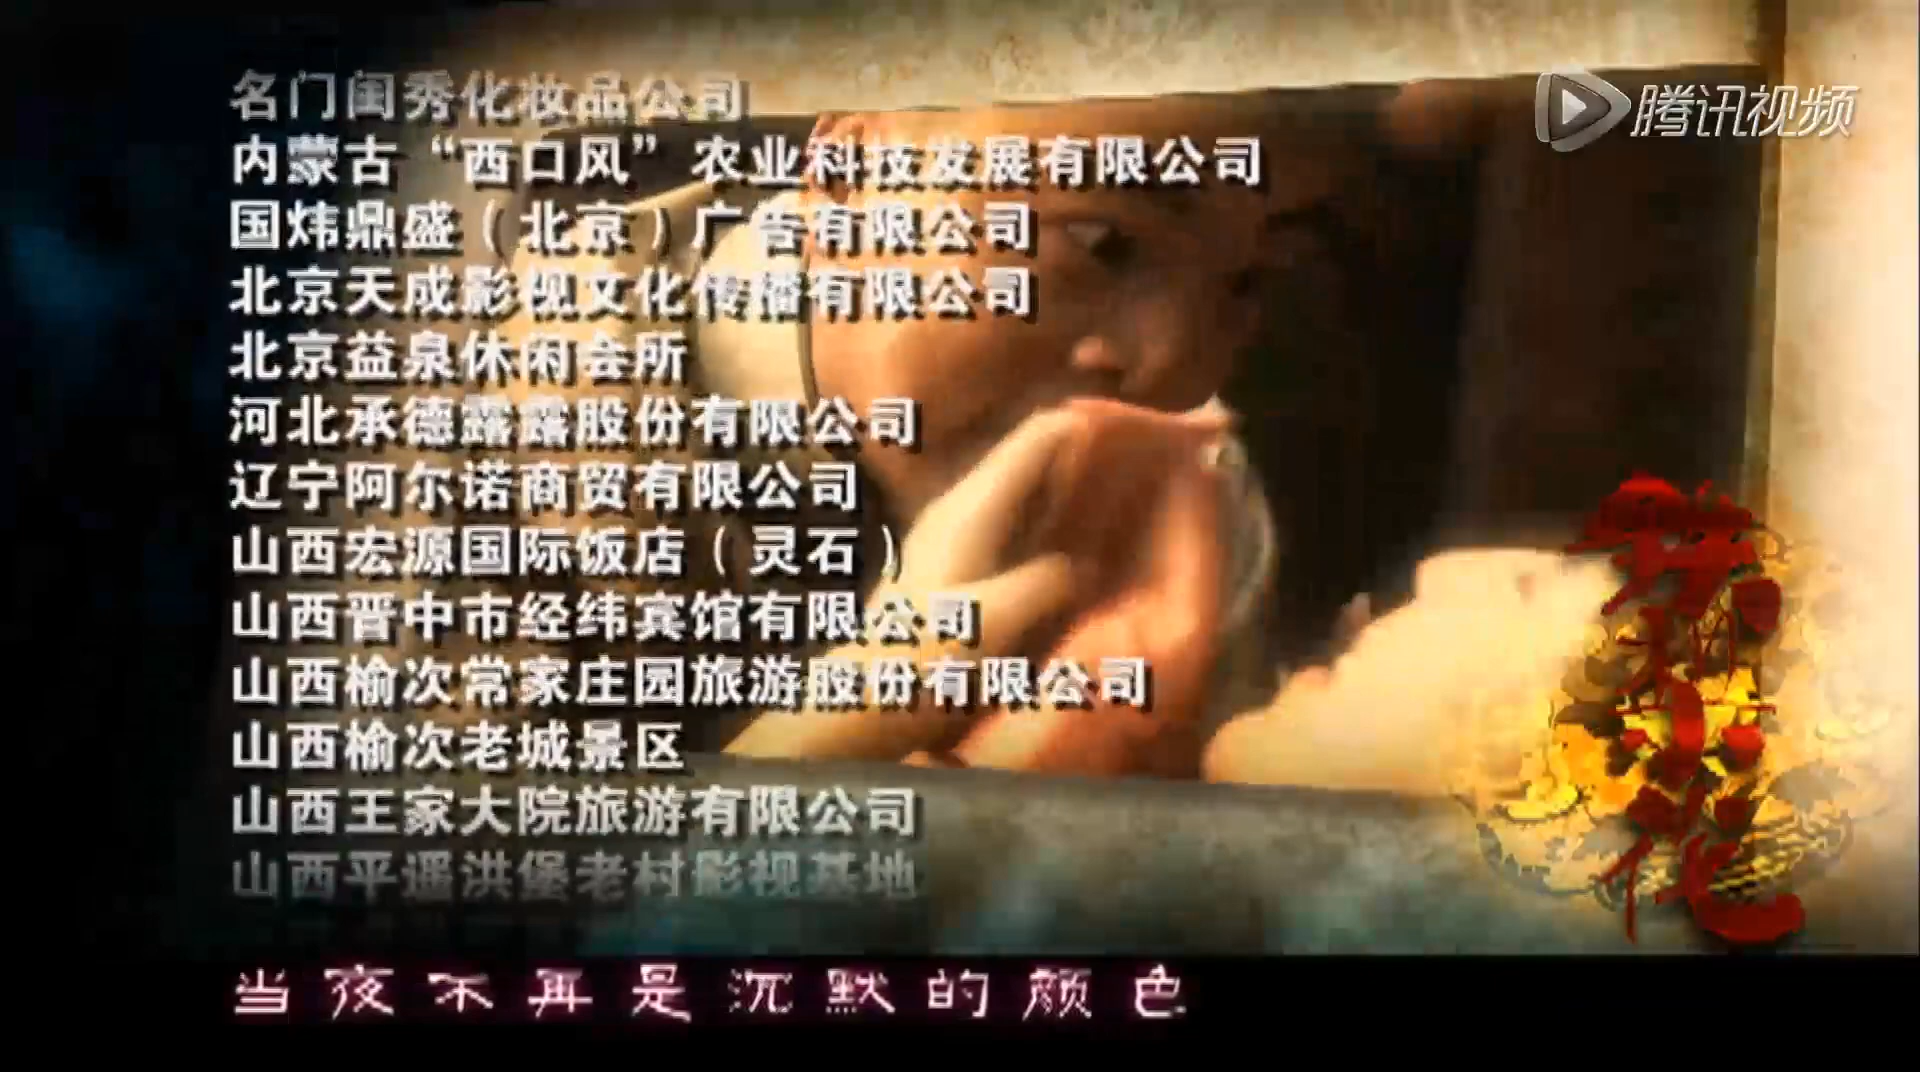 名门闺秀化妆品公司
内蒙古“西口风”农业科技发展有限公司
国炜鼎盛（北京）广告有限公司
北京天成影视文化传播有限公司
北京益泉休闲会所
河北承德露露股份有限公司
辽宁阿尔诺商贸有限公司
山西宏源国际饭店（灵石）
山西晋中市经纬宾馆有限公司
山西榆次常家庄园旅游股份有限公司
山西榆次老城景区
山西王家大院旅游有限公司
山西平遥洪堡老村影视基地
当夜不再是沉默的颜色
腾讯视频